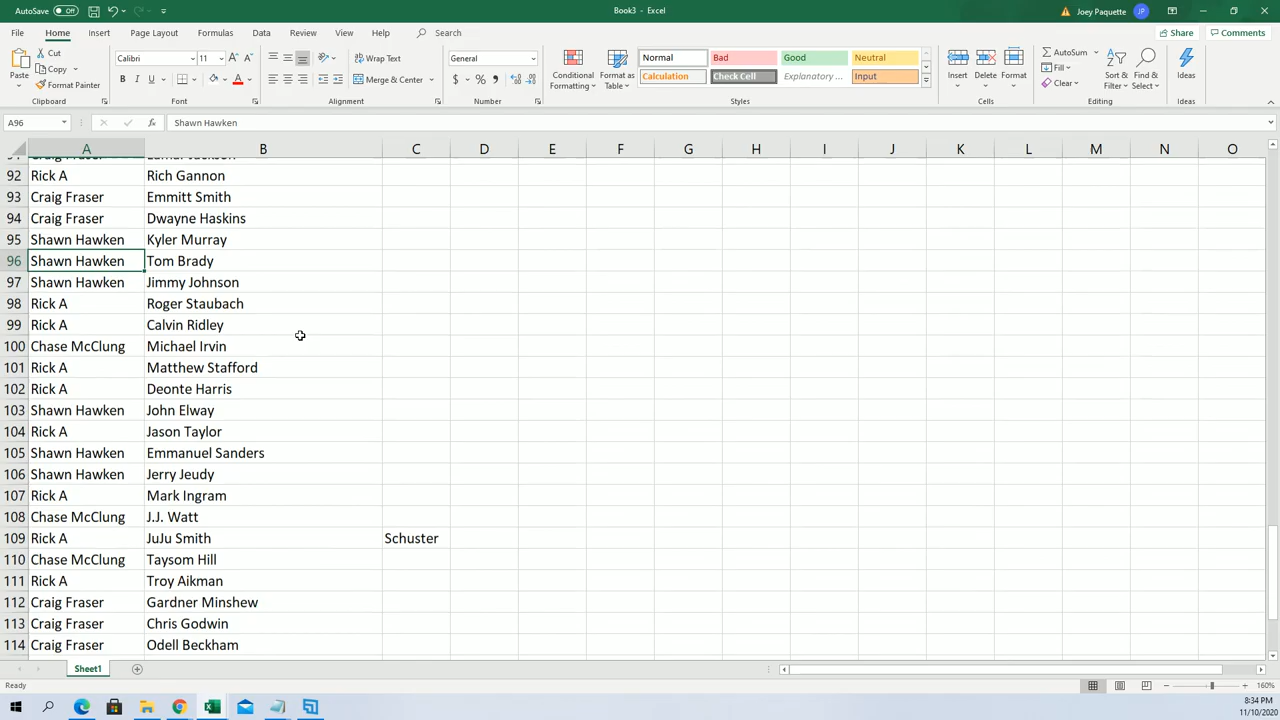 AutoSave Off Book3 - Excel Joey Paquette JP
File Home Insert Page Layout Formulas Data Review View Help Search Share Comments
Paste Cut Copy Format Painter Clipboard
Calibri 11 A A B I U A Font
ab Wrap Text Merge & Center Alignment
General $ % , Number
Conditional Formatting Format as Table
Normal Bad Good Neutral
Calculation Check Cell Explanatory ... Input
Styles
Insert Delete Format Cells
AutoSum Fill Clear Sort & Filter Find & Select Editing
Ideas Ideas
A96 fx Shawn Hawken
A B C D E F G H I J K L M N O
92 Rick A Rich Gannon
93 Craig Fraser Emmitt Smith
94 Craig Fraser Dwayne Haskins
95 Shawn Hawken Kyler Murray
96 Shawn Hawken Tom Brady
97 Shawn Hawken Jimmy Johnson
98 Rick A Roger Staubach
99 Rick A Calvin Ridley
100 Chase McClung Michael Irvin
101 Rick A Matthew Stafford
102 Rick A Deonte Harris
103 Shawn Hawken John Elway
104 Rick A Jason Taylor
105 Shawn Hawken Emmanuel Sanders
106 Shawn Hawken Jerry Jeudy
107 Rick A Mark Ingram
108 Chase McClung J.J. Watt
109 Rick A JuJu Smith Schuster
110 Chase McClung Taysom Hill
111 Rick A Troy Aikman
112 Craig Fraser Gardner Minshew
113 Craig Fraser Chris Godwin
114 Craig Fraser Odell Beckham
Sheet1
Ready 160%
8:34 PM
11/10/2020